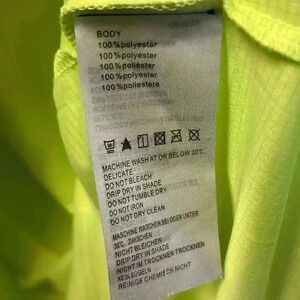 BODY
100%polyester
100%polyester
100%poliéster
100%polyester
100%poliestere
MACHINE WASH AT OR BELOW 30℃,
DELICATE
DO NOT BLEACH
DRIP DRY IN SHADE
DO NOT TUMBLE DRY
DO NOT IRON
DO NOT DRY CLEAN
MASCHINE WASCHEN BEI ODER UNTER
30℃, ZWISCHEN
NICHT BLEICHEN
DRIP DRY IN SHADE
NICHT IM TROCKNER TROCKNEN
KEIN BÜGELN
REINIGE CHEMISCH NICHT